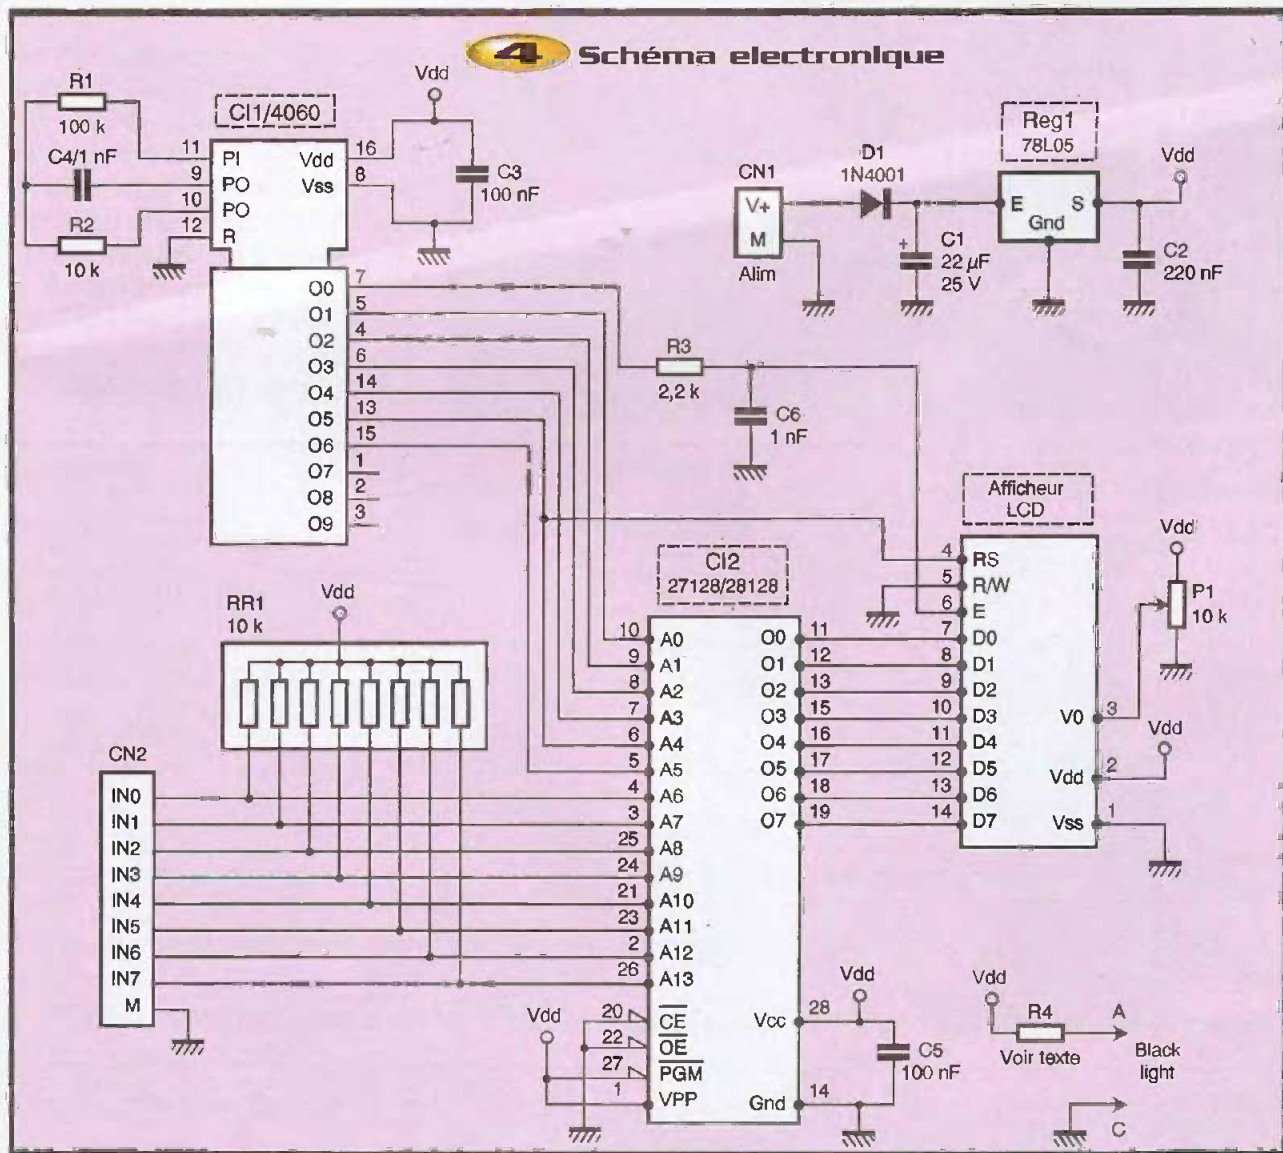 4 Schéma electronIque
R1
100 k
C4/1 nF
R2
10 k
CI1/4060
11 PI
9 PO
10 PO
12 R
Vdd 16
Vss 8
Vdd
C3
100 nF
O0 7
O1 5
O2 4
O3 6
O4 14
O5 13
O6 15
O7 1
O8 2
O9 3
CN1
V+
M
Alim
D1
1N4001
+
C1
22 µF
25 V
Reg1
78L05
E S
Gnd
Vdd
C2
220 nF
R3
2,2 k
C6
1 nF
Afficheur
LCD
4 RS
5 R/W
6 E
7 D0
8 D1
9 D2
10 D3
11 D4
12 D5
13 D6
14 D7
V0 3
Vdd 2
Vss 1
Vdd
P1
10 k
Vdd
CI2
27128/28128
10 A0
9 A1
8 A2
7 A3
6 A4
5 A5
4 A6
3 A7
25 A8
24 A9
21 A10
23 A11
2 A12
26 A13
20 CE
22 OE
27 PGM
1 VPP
O0 11
O1 12
O2 13
O3 15
O4 16
O5 17
O6 18
O7 19
Vcc 28
Gnd 14
Vdd
C5
100 nF
RR1
10 k
Vdd
CN2
IN0
IN1
IN2
IN3
IN4
IN5
IN6
IN7
M
Vdd
Vdd
R4
Voir texte
A
Black
light
C